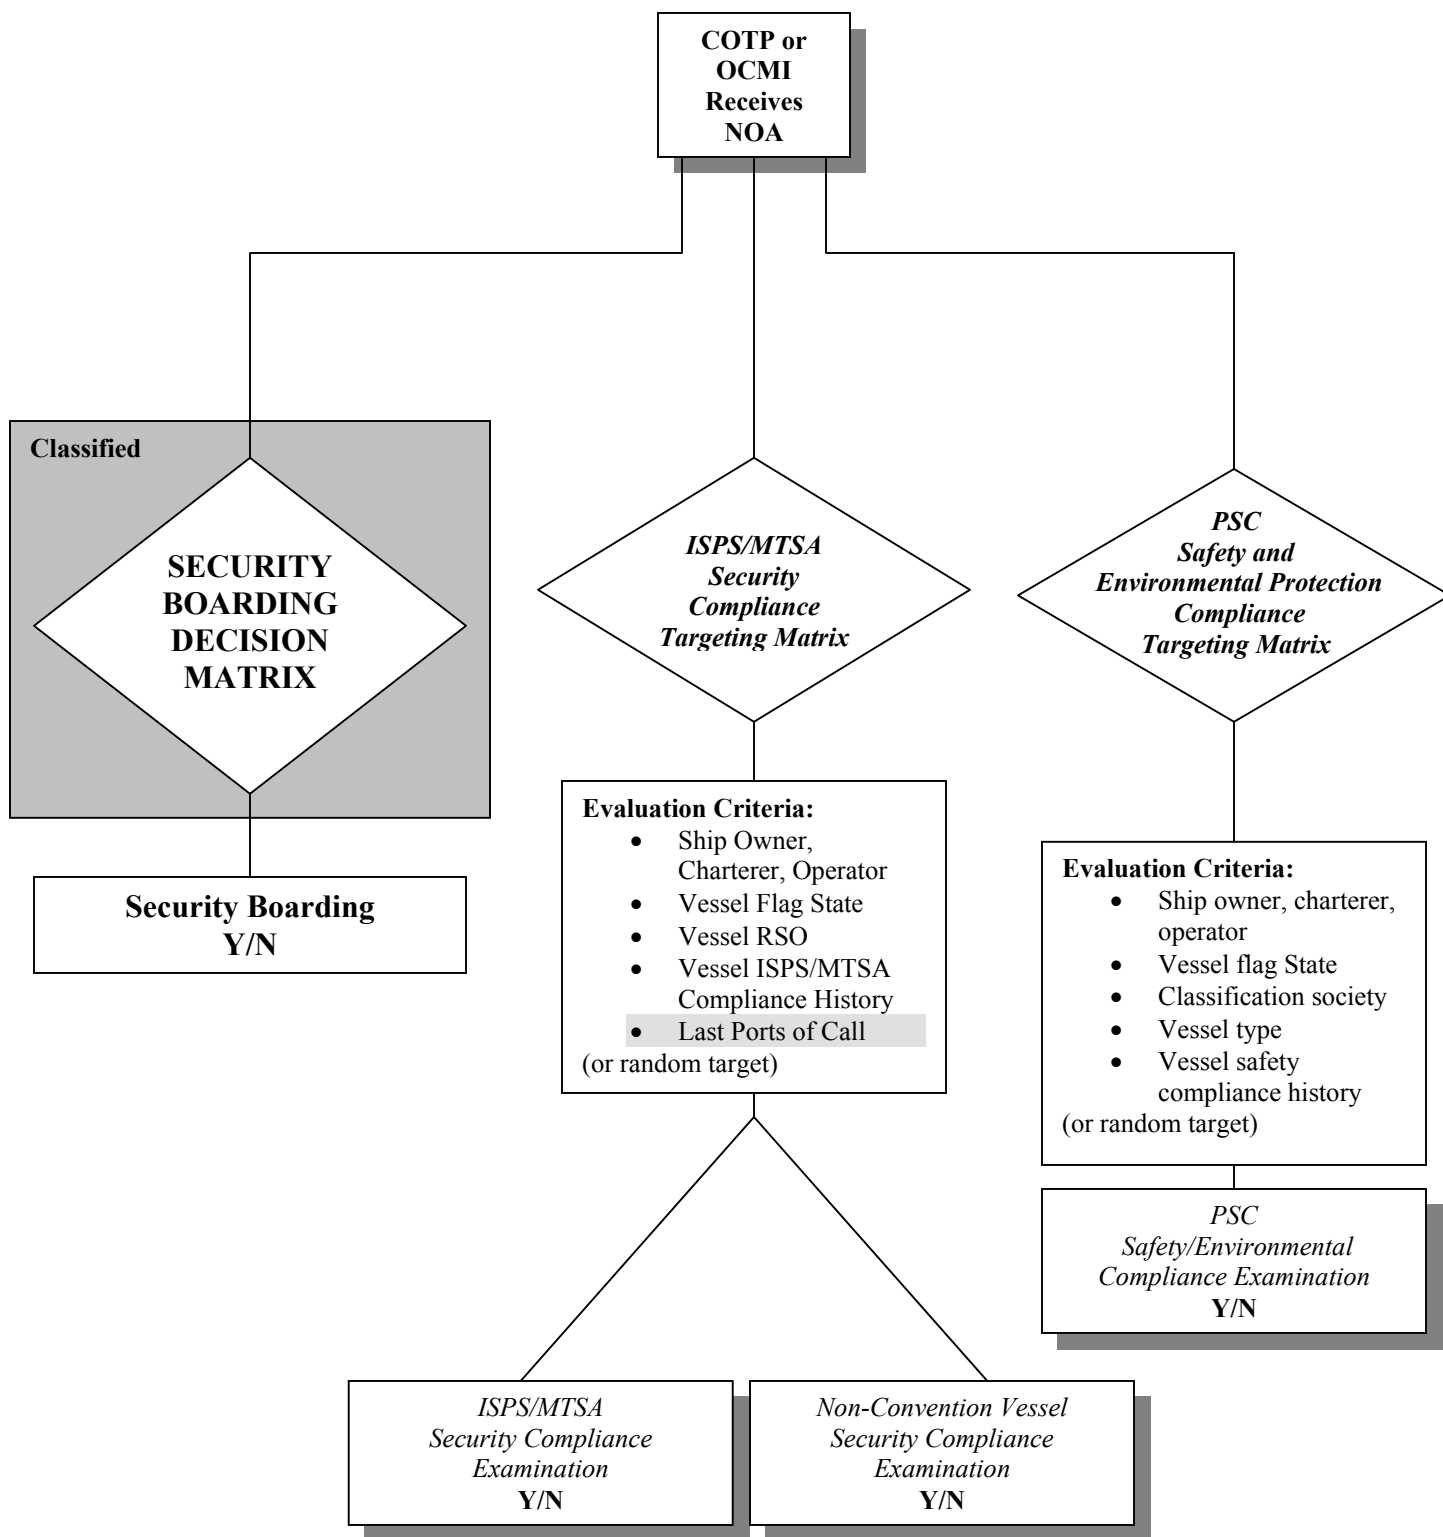 COTP or
OCMI
Receives
NOA
Classified
SECURITY
BOARDING
DECISION
MATRIX
Security Boarding
Y/N
ISPS/MTSA
Security
Compliance
Targeting Matrix
Evaluation Criteria:
• Ship Owner,
Charterer, Operator
• Vessel Flag State
• Vessel RSO
• Vessel ISPS/MTSA
Compliance History
• Last Ports of Call
(or random target)
ISPS/MTSA
Security Compliance
Examination
Y/N
Non-Convention Vessel
Security Compliance
Examination
Y/N
PSC
Safety and
Environmental Protection
Compliance
Targeting Matrix
Evaluation Criteria:
• Ship owner, charterer,
operator
• Vessel flag State
• Classification society
• Vessel type
• Vessel safety
compliance history
(or random target)
PSC
Safety/Environmental
Compliance Examination
Y/N